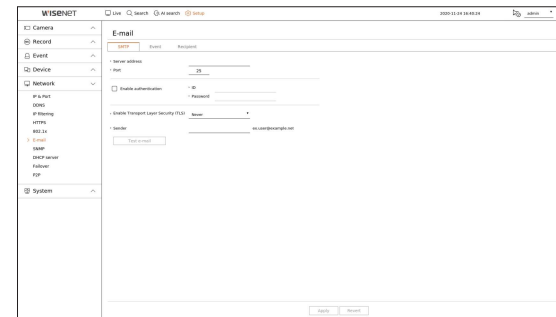 WISENET
Live Search AI search Setup 2020-11-24 16:40:24 admin
Camera
Record
Event
Device
Network
IP & Port
DDNS
IP filtering
HTTPS
802.1x
E-mail
SNMP
DHCP server
Failover
P2P
System
E-mail
SMTP Event Recipient
Server address
Port 25
Enable authentication ID
Password
Enable Transport Layer Security (TLS) Never
Sender ex.user@example.net
Test e-mail
Apply Revert